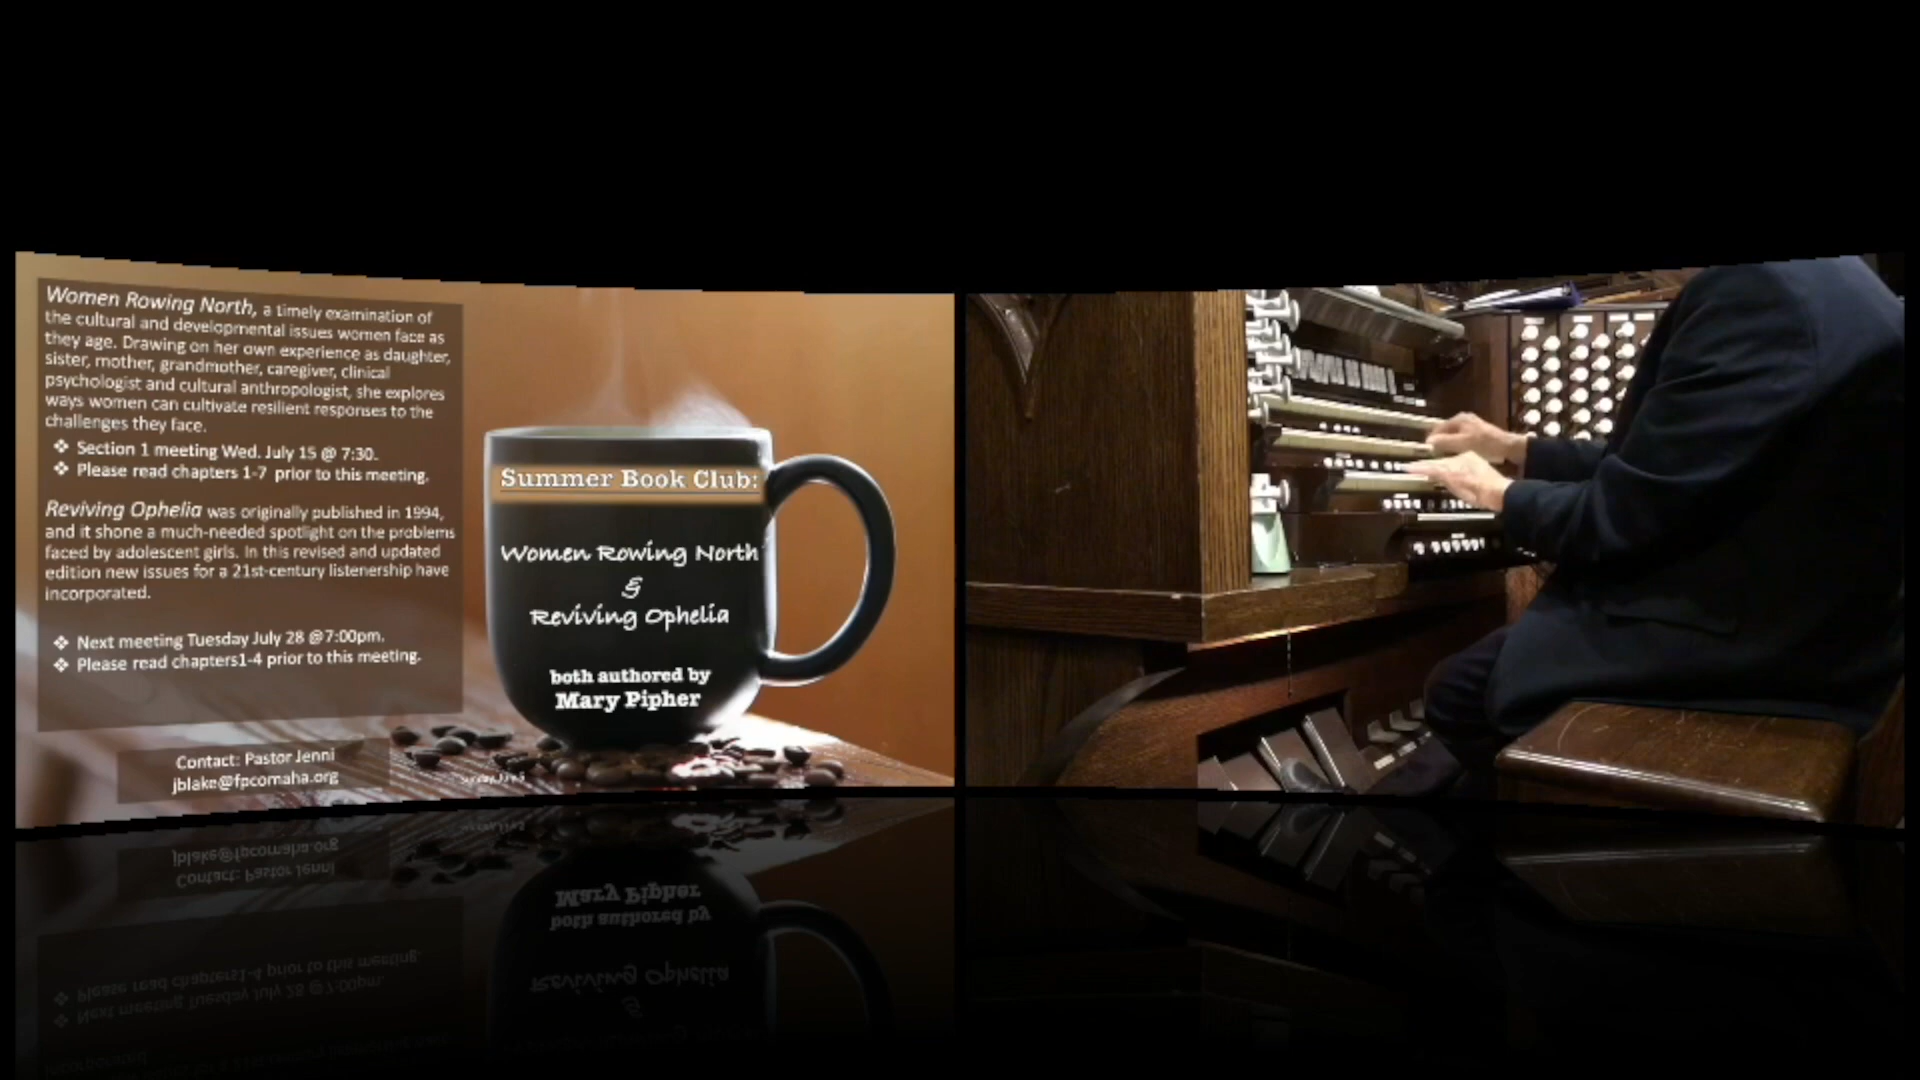 Women Rowing North, a timely examination of
the cultural and developmental issues women face as
they age. Drawing on her own experience as daughter,
sister, mother, grandmother, caregiver, clinical
psychologist and cultural anthropologist, she explores
ways women can cultivate resilient responses to the
challenges they face.
❖ Section 1 meeting Wed. July 15 @ 7:30.
❖ Please read chapters 1-7 prior to this meeting.
Reviving Ophelia was originally published in 1994,
and it shone a much-needed spotlight on the problems
faced by adolescent girls. In this revised and updated
edition new issues for a 21st-century listenership have
incorporated.
❖ Next meeting Tuesday July 28 @7:00pm.
❖ Please read chapters1-4 prior to this meeting.
Contact: Pastor Jenni
jblake@fpcomaha.org
Summer Book Club:
Women Rowing North
&
Reviving Ophelia
both authored by
Mary Pipher